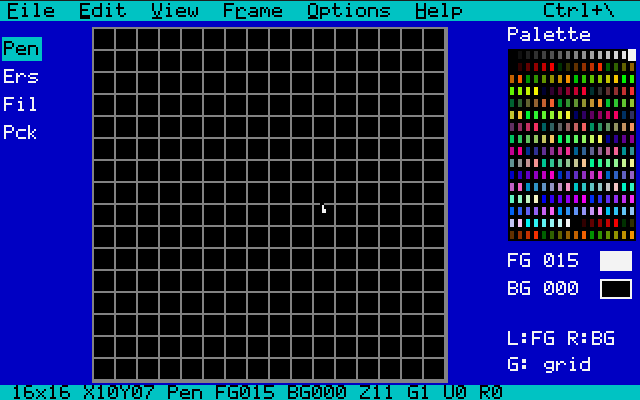 File Edit View Frame Options Help Ctrl+\
Palette
Pen
Ers
Fil
Pck
FG 015
BG 000
L:FG R:BG
G: grid
16x16 X10Y07 Pen FG015 BG000 Z11 G1 U0 R0